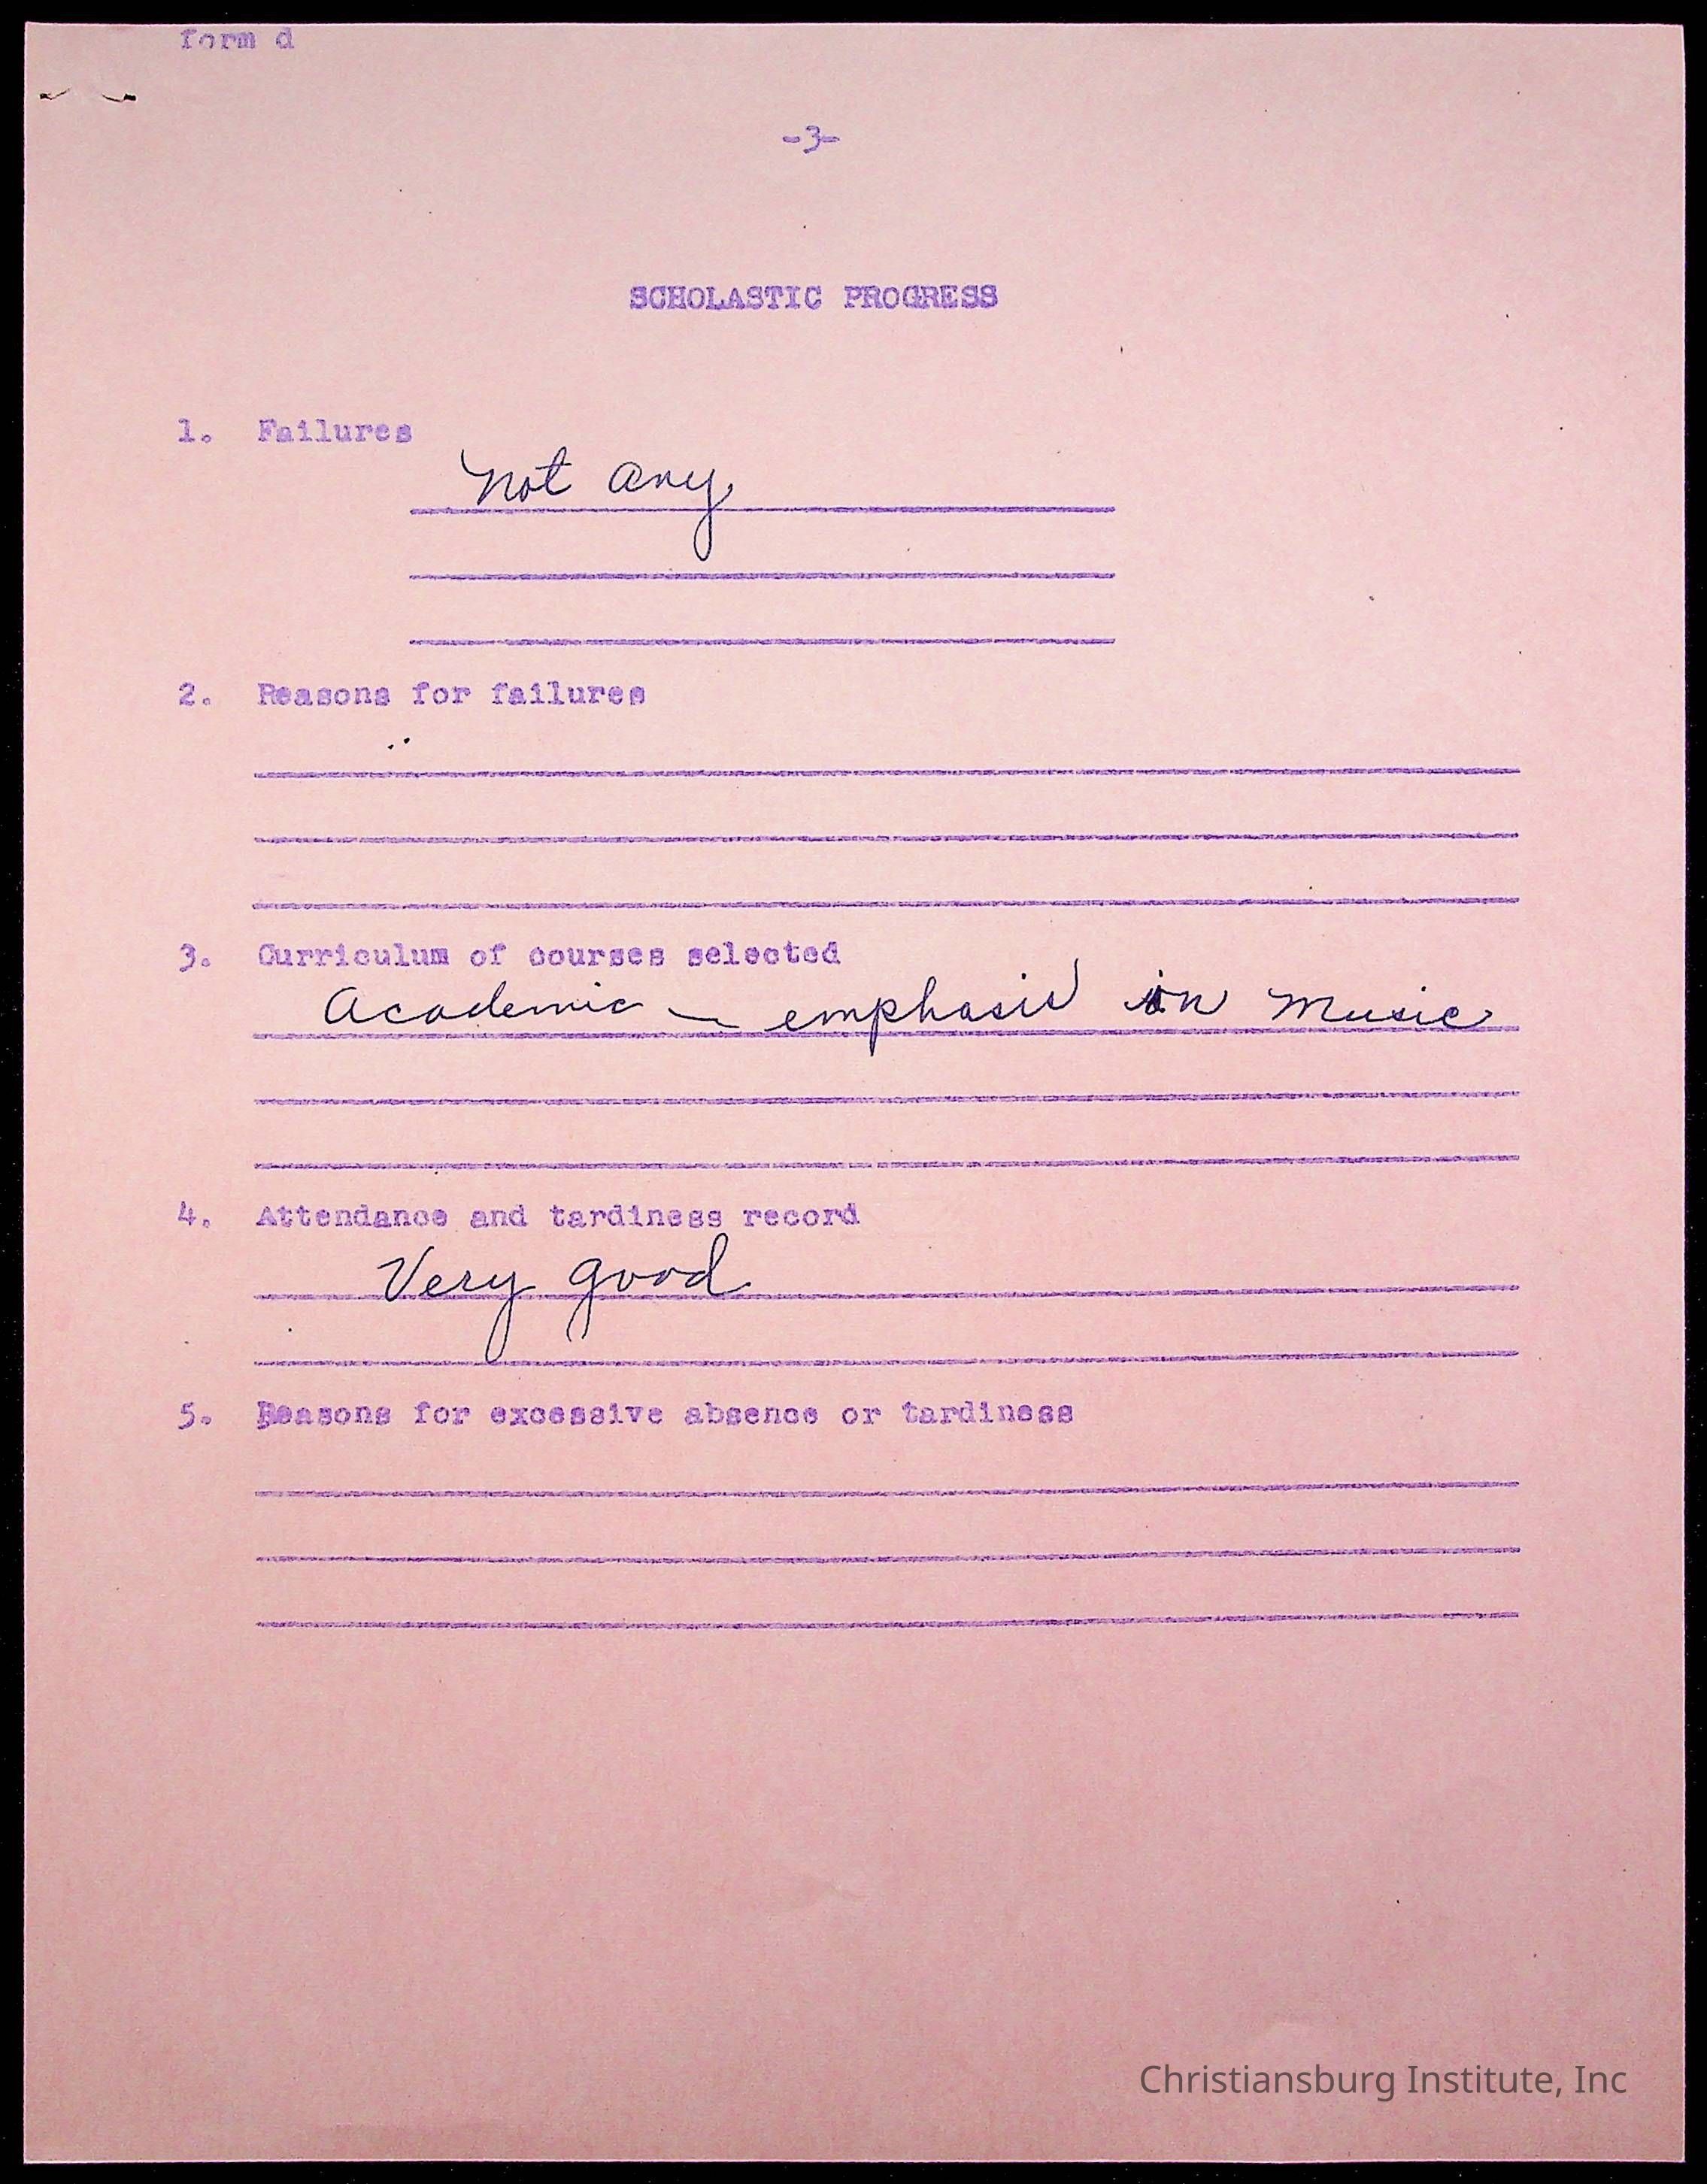 form d
-3-
SCHOLASTIC PROGRESS
1. Failures
Not any
2. Reasons for failures
3. Curriculum of courses selected
Academic - emphasis in Music
4. Attendance and tardiness record
Very good
5. Reasons for excessive absence or tardiness
Christiansburg Institute, Inc